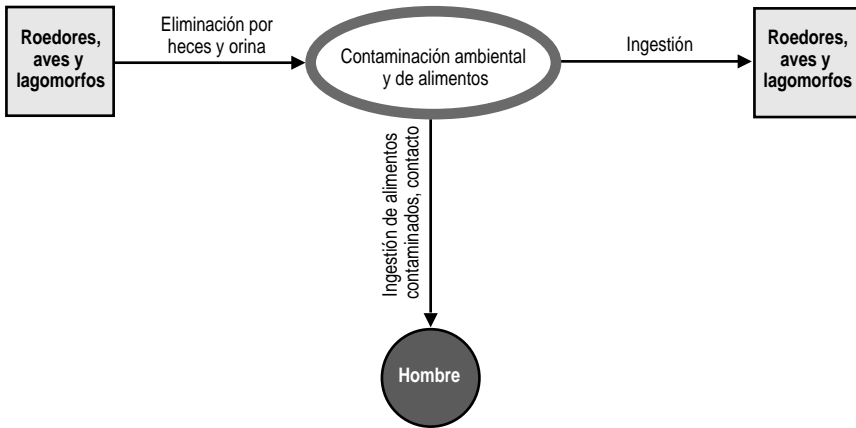 Roedores,
aves y
lagomorfos
Eliminación por
heces y orina
Contaminación ambiental
y de alimentos
Ingestión
Roedores,
aves y
lagomorfos
Ingestión de alimentos
contaminados, contacto
Hombre